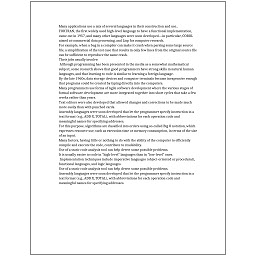 Many applications use a mix of several languages in their construction and use.
FORTRAN, the first widely used high-level language to have a functional implementation,
came out in 1957, and many other languages were soon developed—in particular, COBOL
aimed at commercial data processing, and Lisp for computer research.
For example, when a bug in a compiler can make it crash when parsing some large source
file, a simplification of the test case that results in only few lines from the original source file
can be sufficient to reproduce the same crash.
There jobs usually involve:
Although programming has been presented in the media as a somewhat mathematical
subject, some research shows that good programmers have strong skills in natural human
languages, and that learning to code is similar to learning a foreign language.
By the late 1960s, data storage devices and computer terminals became inexpensive enough
that programs could be created by typing directly into the computers.
Many programmers use forms of Agile software development where the various stages of
formal software development are more integrated together into short cycles that take a few
weeks rather than years.
Text editors were also developed that allowed changes and corrections to be made much
more easily than with punched cards.
Assembly languages were soon developed that let the programmer specify instruction in a
text format (e.g., ADD X, TOTAL), with abbreviations for each operation code and
meaningful names for specifying addresses.
For this purpose, algorithms are classified into orders using so-called Big O notation, which
expresses resource use, such as execution time or memory consumption, in terms of the size
of an input.
Many factors, having little or nothing to do with the ability of the computer to efficiently
compile and execute the code, contribute to readability.
Use of a static code analysis tool can help detect some possible problems.
It is usually easier to code in "high-level" languages than in "low-level" ones.
Implementation techniques include imperative languages (object-oriented or procedural),
functional languages, and logic languages.
Use of a static code analysis tool can help detect some possible problems.
Assembly languages were soon developed that let the programmer specify instruction in a
text format (e.g., ADD X, TOTAL), with abbreviations for each operation code and
meaningful names for specifying addresses.